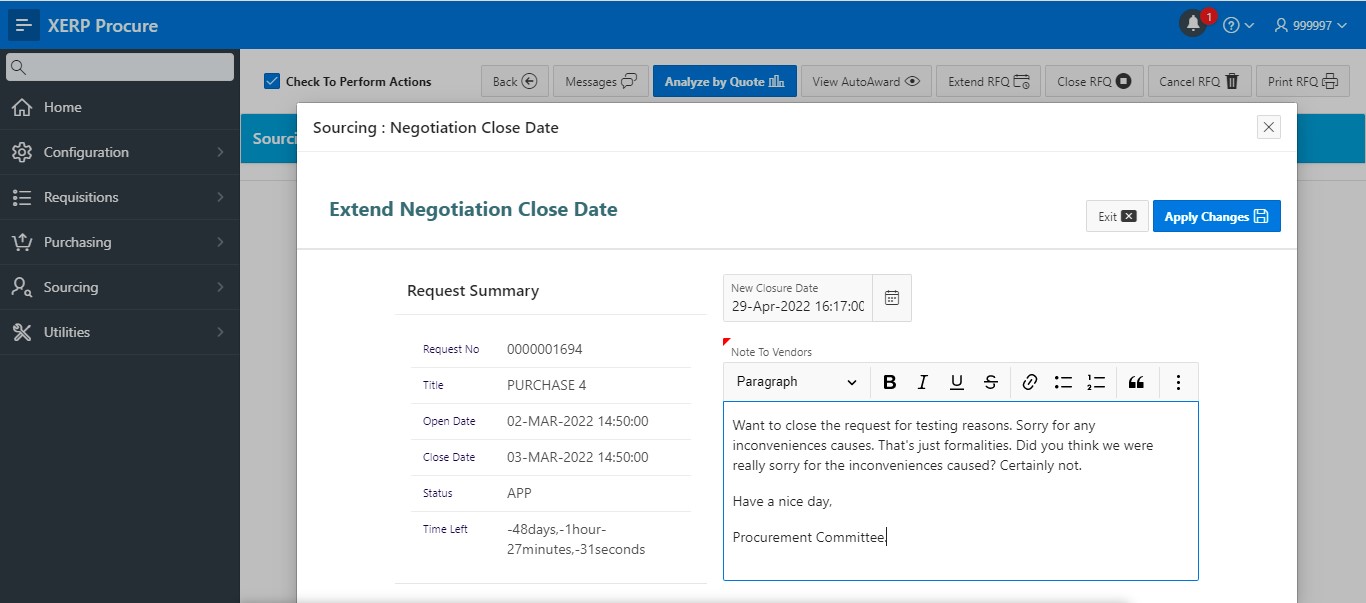 XERP Procure
1
999997
Check To Perform Actions
Back
Messages
Analyze by Quote
View AutoAward
Extend RFQ
Close RFQ
Cancel RFQ
Print RFQ
Home
Configuration
Requisitions
Purchasing
Sourcing
Utilities
Sourci
Sourcing : Negotiation Close Date
Extend Negotiation Close Date
Exit
Apply Changes
Request Summary
Request No 0000001694
Title PURCHASE 4
Open Date 02-MAR-2022 14:50:00
Close Date 03-MAR-2022 14:50:00
Status APP
Time Left -48days,-1hour-
27minutes,-31seconds
New Closure Date
29-Apr-2022 16:17:00
Note To Vendors
Paragraph
B I U S
Want to close the request for testing reasons. Sorry for any
inconveniences causes. That's just formalities. Did you think we were
really sorry for the inconveniences caused? Certainly not.
Have a nice day,
Procurement Committee.